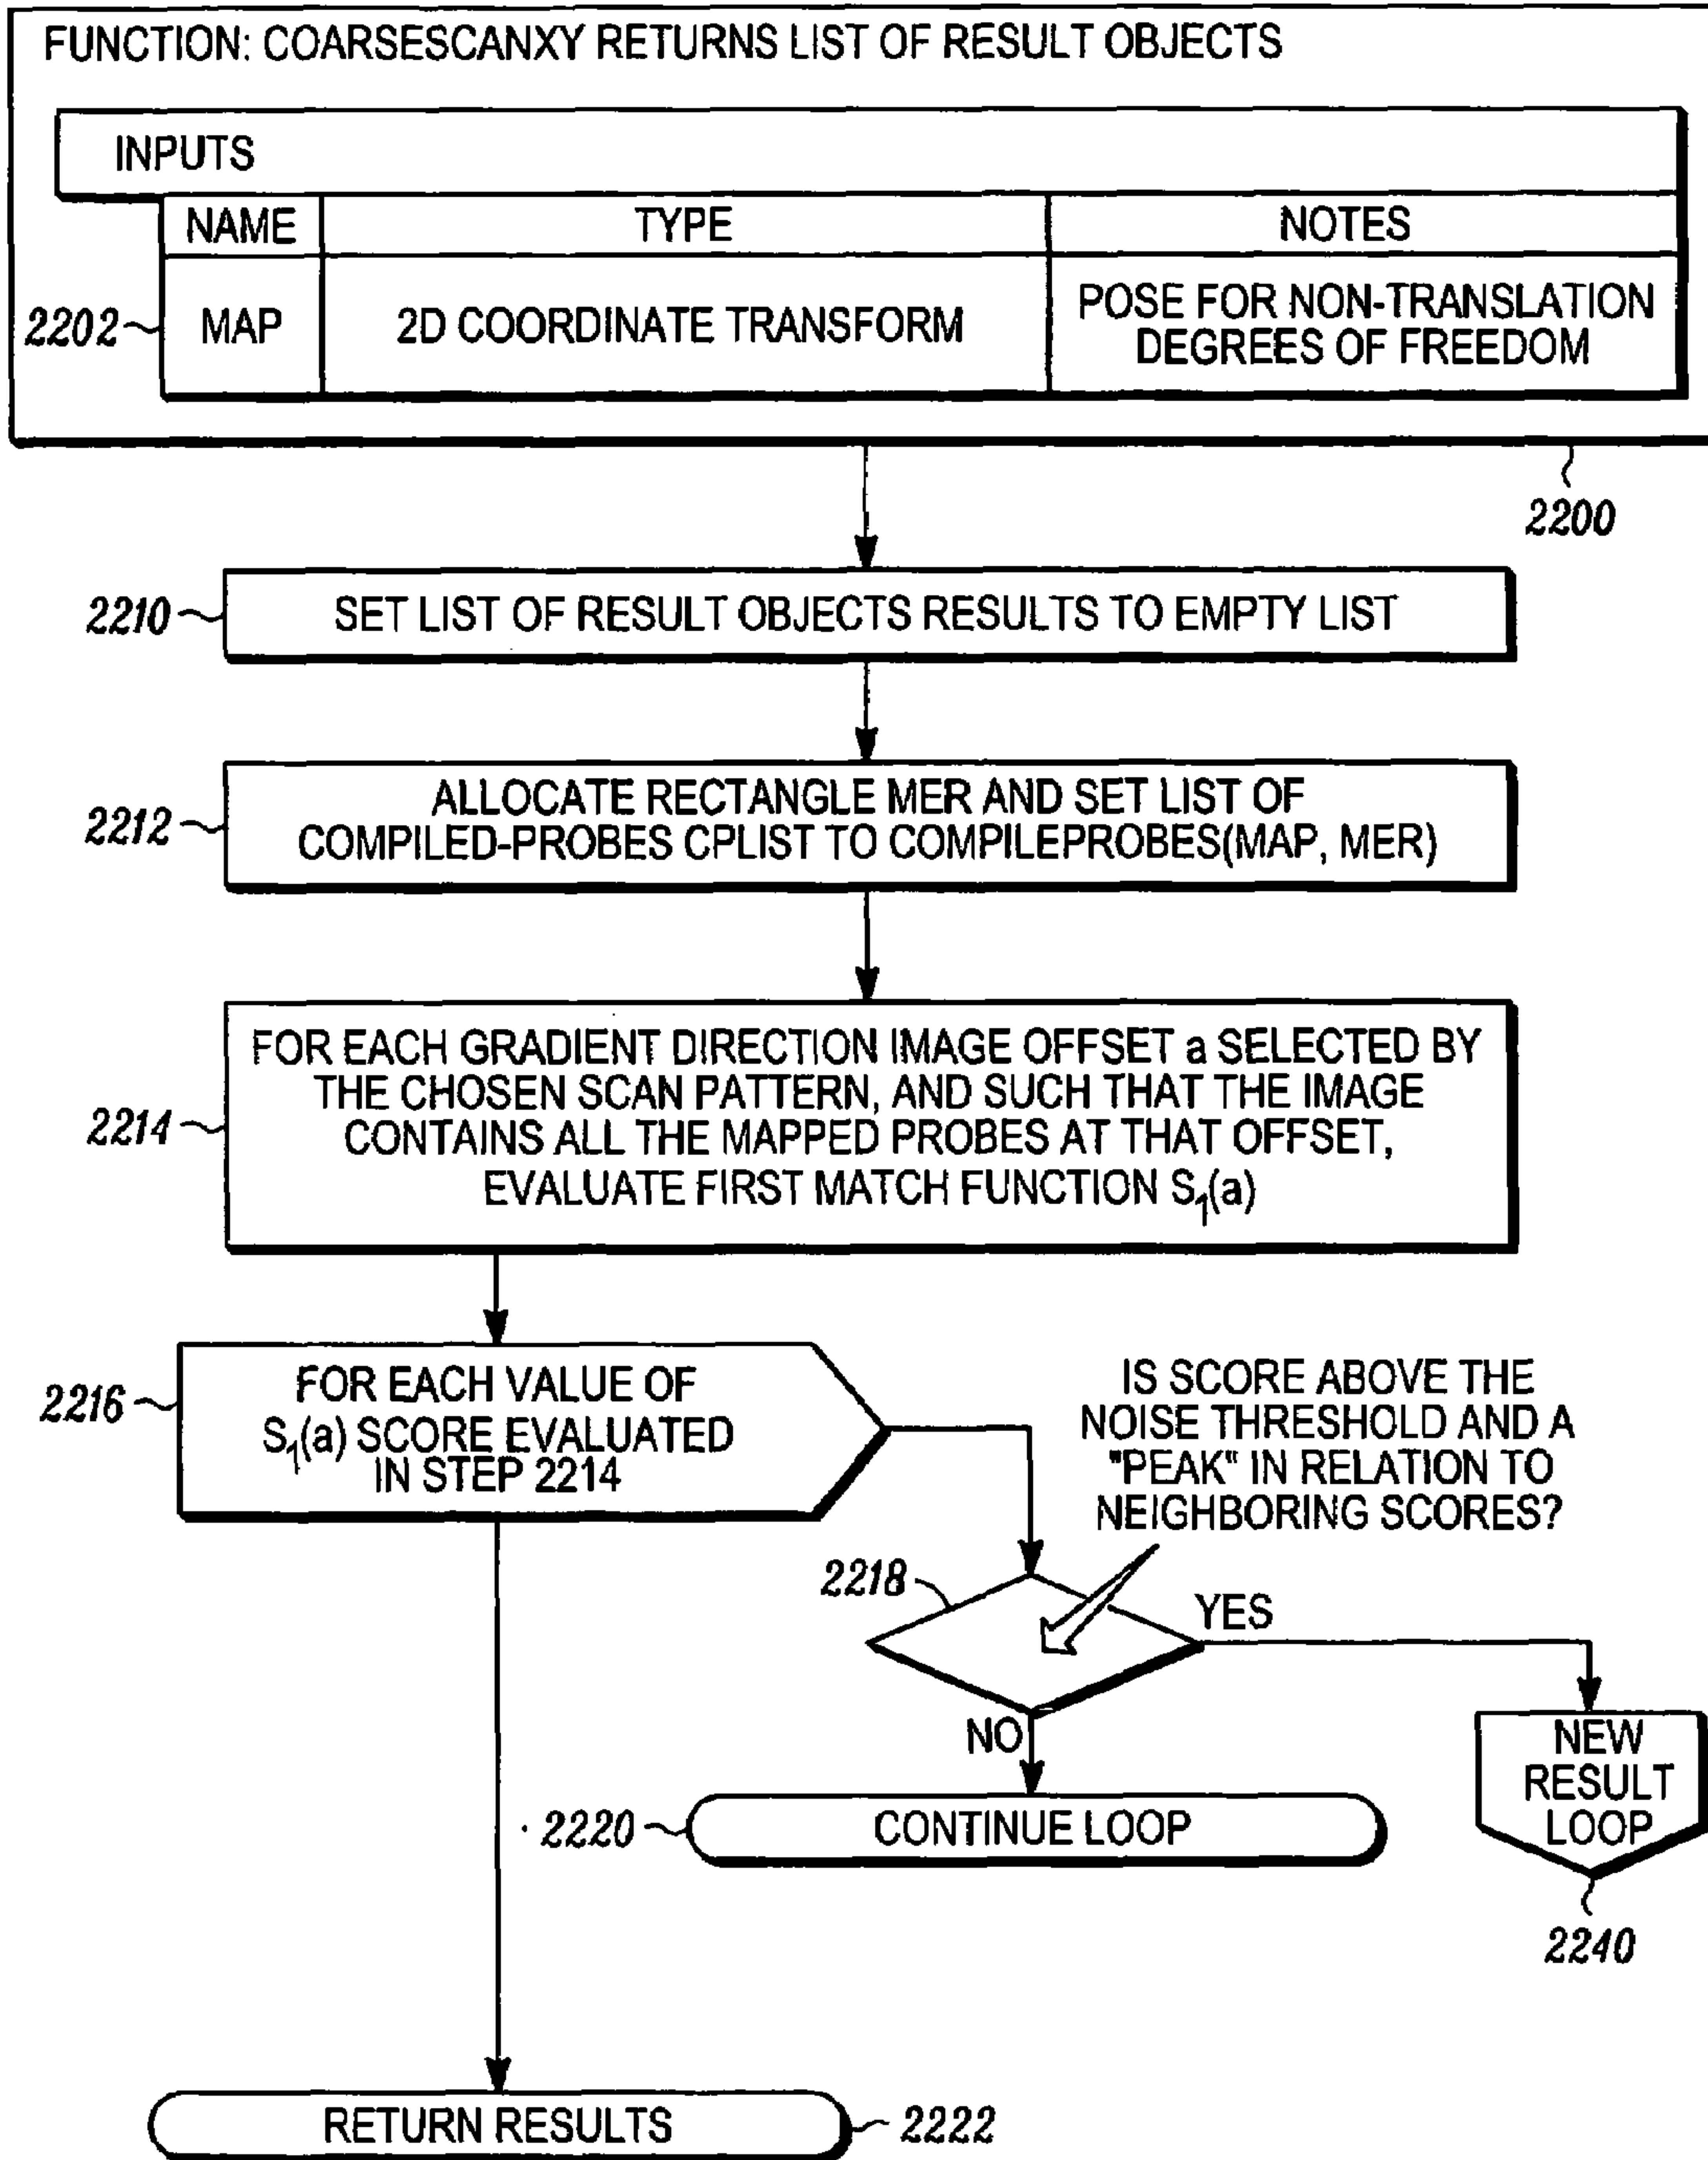 FUNCTION: COARSESCANXY RETURNS LIST OF RESULT OBJECTS
INPUTS
NAME TYPE NOTES
2202 MAP 2D COORDINATE TRANSFORM POSE FOR NON-TRANSLATION
DEGREES OF FREEDOM
2200
2210 SET LIST OF RESULT OBJECTS RESULTS TO EMPTY LIST
2212 ALLOCATE RECTANGLE MER AND SET LIST OF
COMPILED-PROBES CPLIST TO COMPILEPROBES(MAP, MER)
FOR EACH GRADIENT DIRECTION IMAGE OFFSET a SELECTED BY
THE CHOSEN SCAN PATTERN, AND SUCH THAT THE IMAGE
2214 CONTAINS ALL THE MAPPED PROBES AT THAT OFFSET,
EVALUATE FIRST MATCH FUNCTION S₁(a)
2216 FOR EACH VALUE OF
S₁(a) SCORE EVALUATED
IN STEP 2214
IS SCORE ABOVE THE
NOISE THRESHOLD AND A
"PEAK" IN RELATION TO
NEIGHBORING SCORES?
2218
YES
NO
NEW
RESULT
LOOP
2220 CONTINUE LOOP
2240
RETURN RESULTS 2222